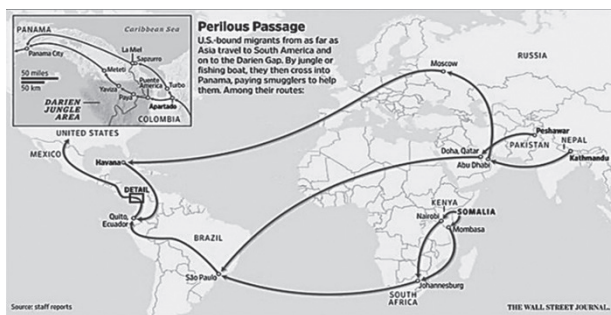 Perilous Passage
U.S.-bound migrants from as far as
Asia travel to South America and
on to the Darien Gap. By jungle or
fishing boat, they then cross into
Panama, paying smugglers to help
them. Among their routes:
PANAMA
Caribbean Sea
Panama City
La Miel
Sapzurro
50 miles
50 km
Metetí
Puente
America
Turbo
Yaviza
Paya
Apartado
DARIEN
JUNGLE
AREA
COLOMBIA
UNITED STATES
MEXICO
Havana
DETAIL
Quito,
Ecuador
BRAZIL
São Paulo
Moscow
RUSSIA
Doha, Qatar
Abu Dhabi
Peshawar
PAKISTAN
NEPAL
Kathmandu
KENYA
SOMALIA
Nairobi
Mombasa
Johannesburg
SOUTH
AFRICA
Source: staff reports
THE WALL STREET JOURNAL.